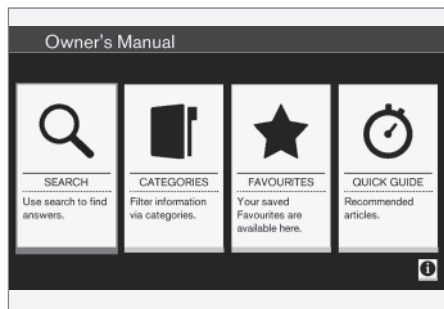 Owner's Manual
SEARCH
Use search to find
answers.
CATEGORIES
Filter information
via categories.
FAVOURITES
Your saved
Favourites are
available here.
QUICK GUIDE
Recommended
articles.
i